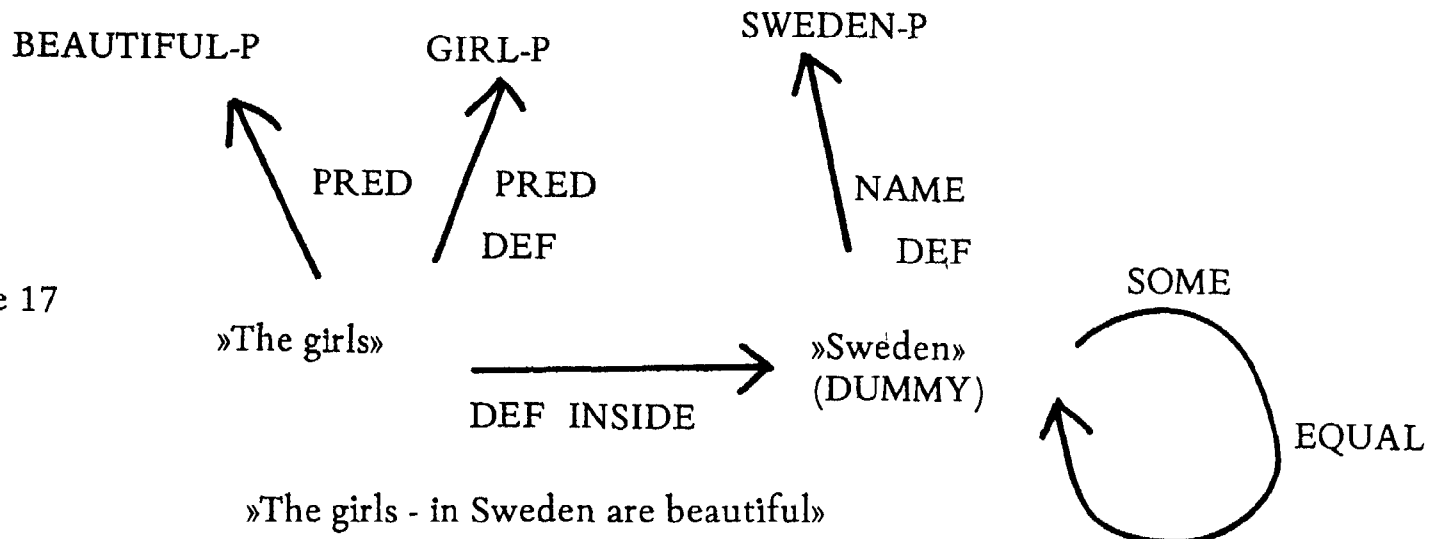 BEAUTIFUL-P GIRL-P SWEDEN-P
PRED PRED NAME
DEF DEF
SOME
e 17
»The girls» »Sweden»
(DUMMY)
DEF INSIDE
EQUAL
»The girls - in Sweden are beautiful»